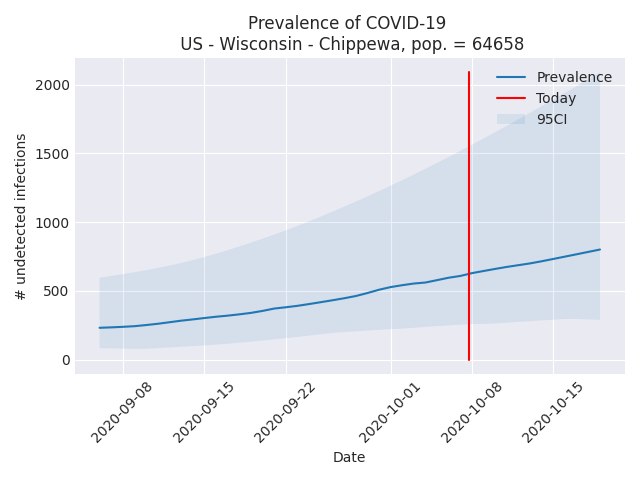 Prevalence of COVID-19
US - Wisconsin - Chippewa, pop. = 64658
Prevalence
Today
95CI
2000
1500
1000
500
0
# undetected infections
2020-09-08
2020-09-15
2020-09-22
2020-10-01
2020-10-08
2020-10-15
Date